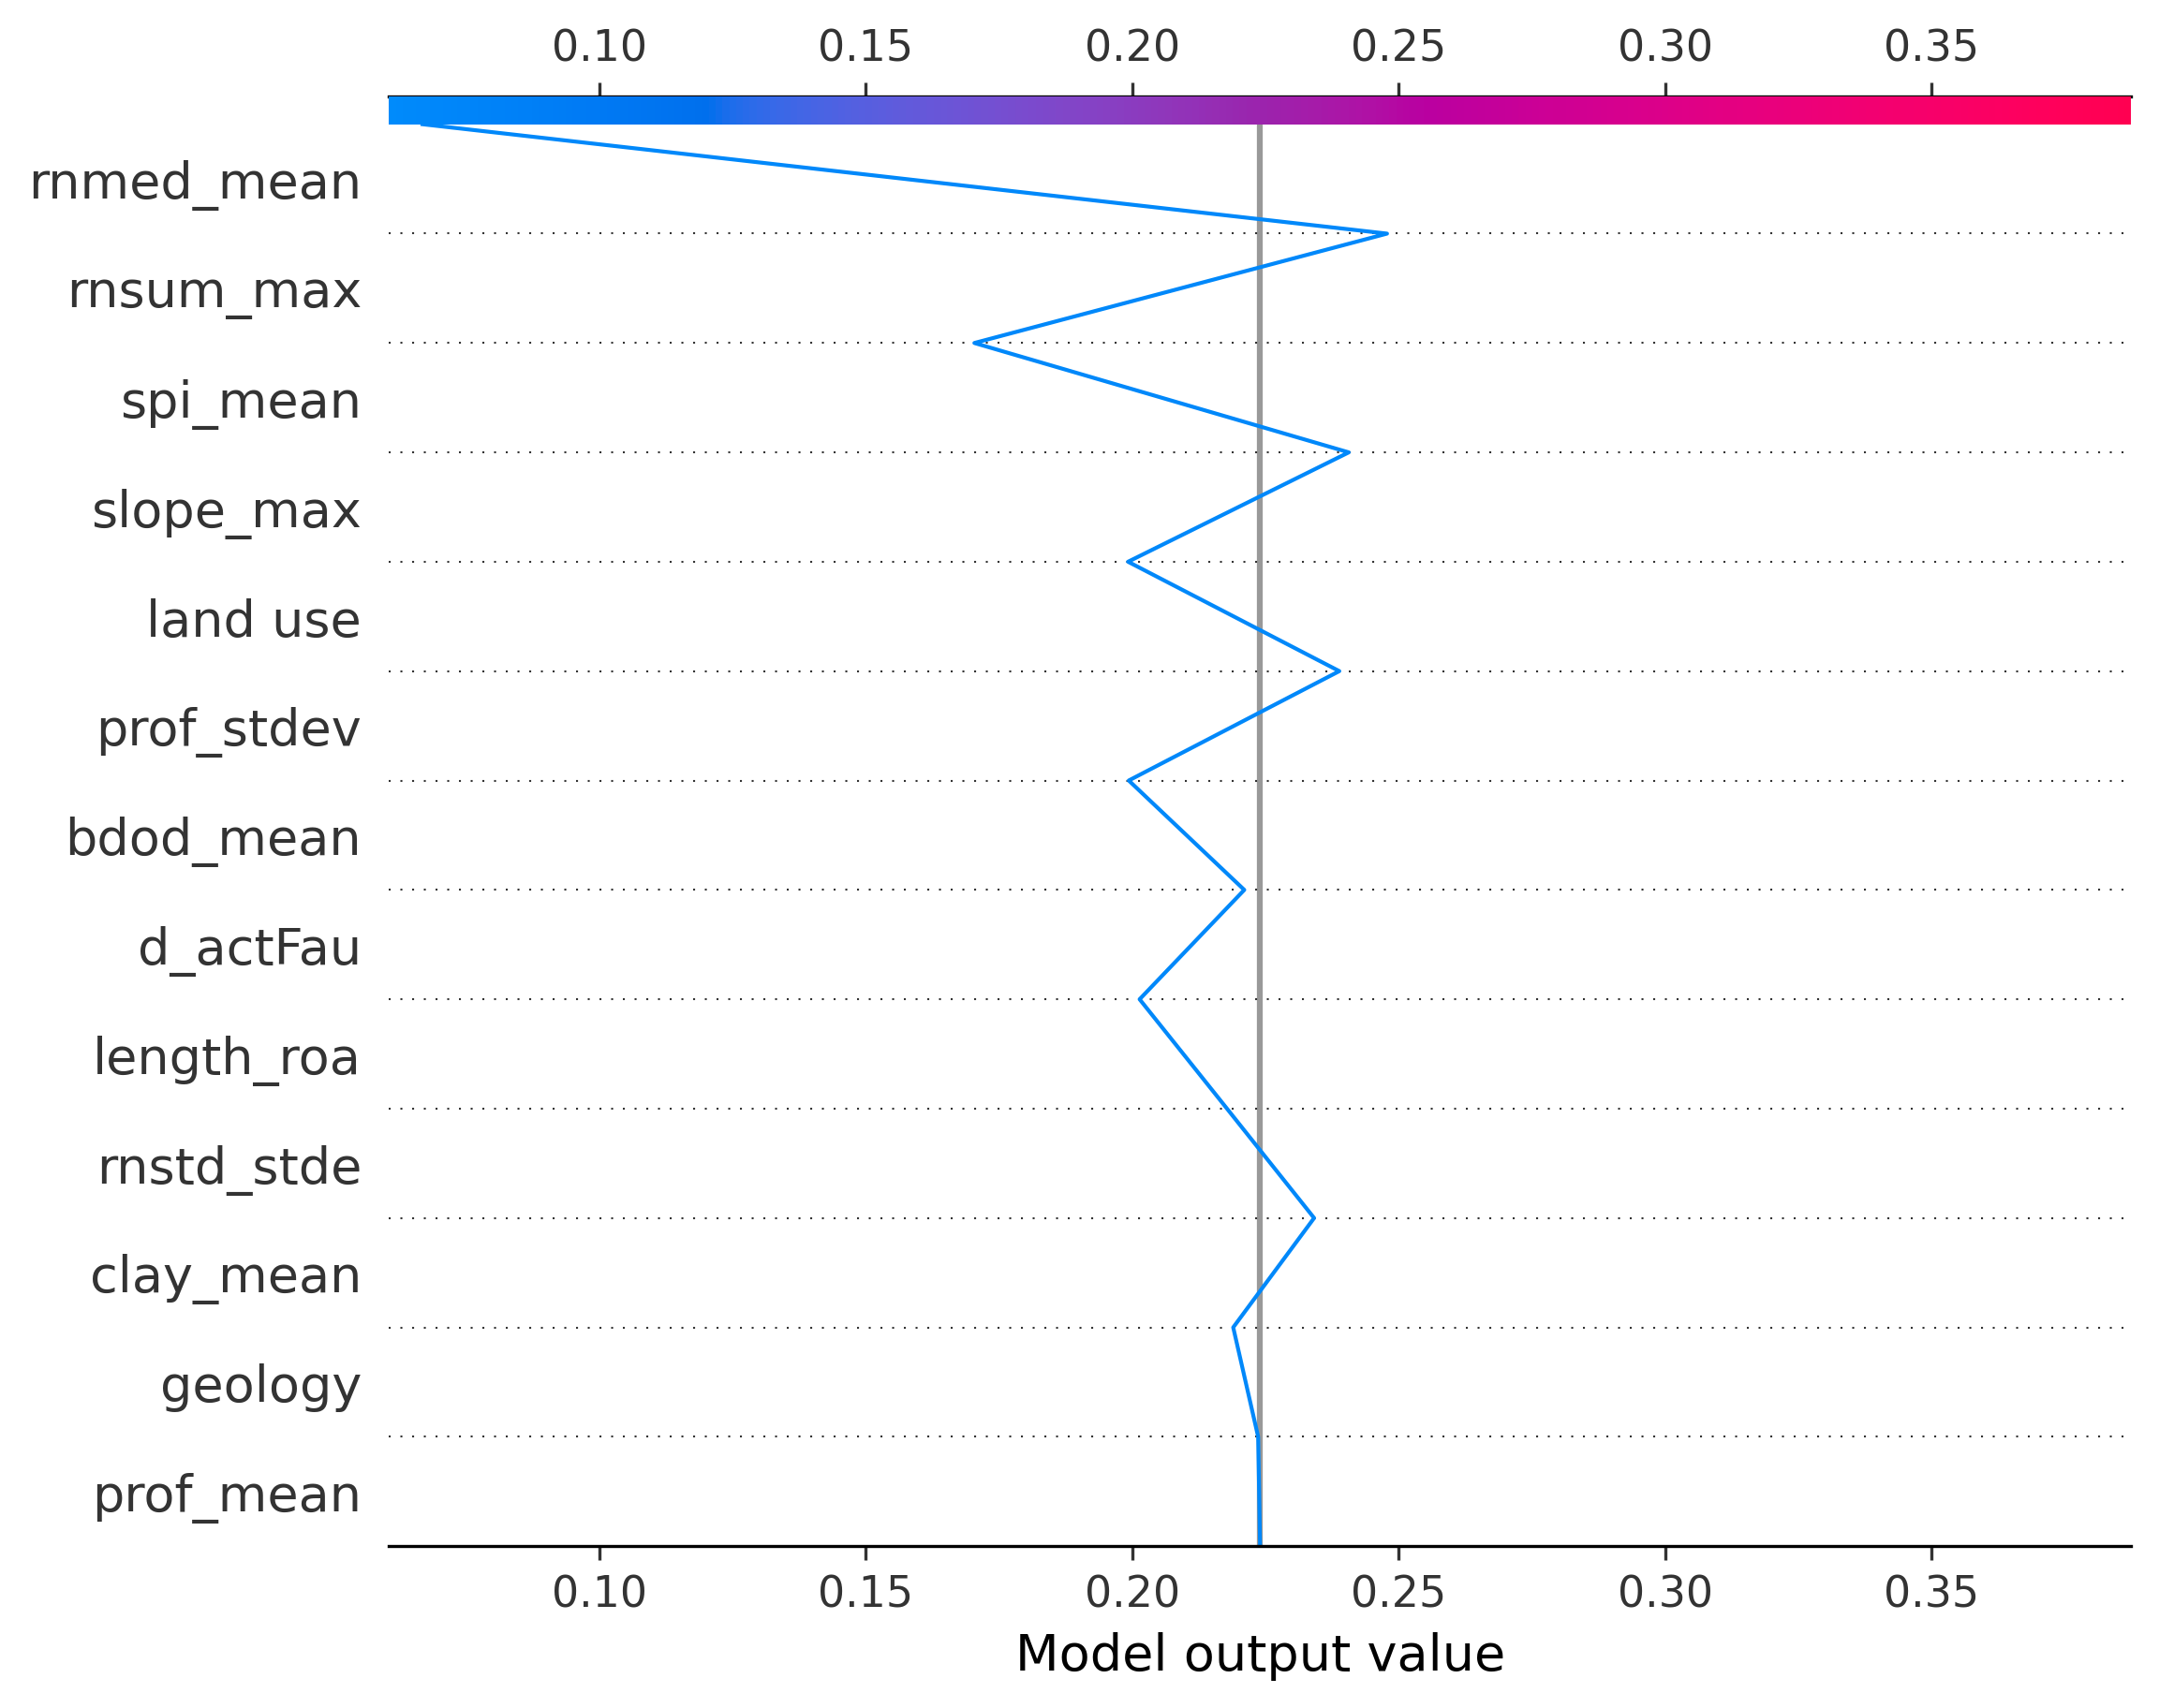 0.10 0.15 0.20 0.25 0.30 0.35
rnmed_mean
rnsum_max
spi_mean
slope_max
land use
prof_stdev
bdod_mean
d_actFau
length_roa
rnstd_stde
clay_mean
geology
prof_mean
0.10 0.15 0.20 0.25 0.30 0.35
Model output value